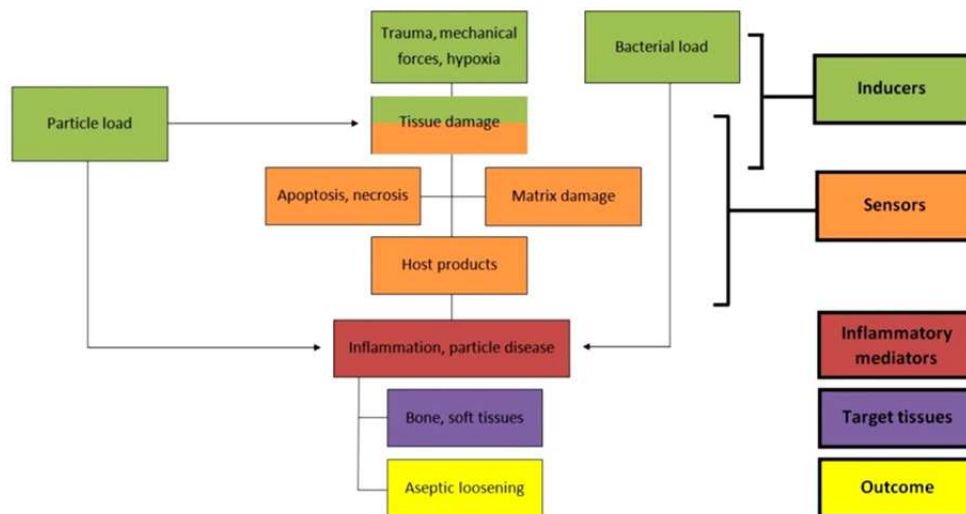 Trauma, mechanical
forces, hypoxia
Bacterial load
Inducers
Particle load
Tissue damage
Apoptosis, necrosis
Matrix damage
Sensors
Host products
Inflammation, particle disease
Inflammatory
mediators
Bone, soft tissues
Target tissues
Aseptic loosening
Outcome